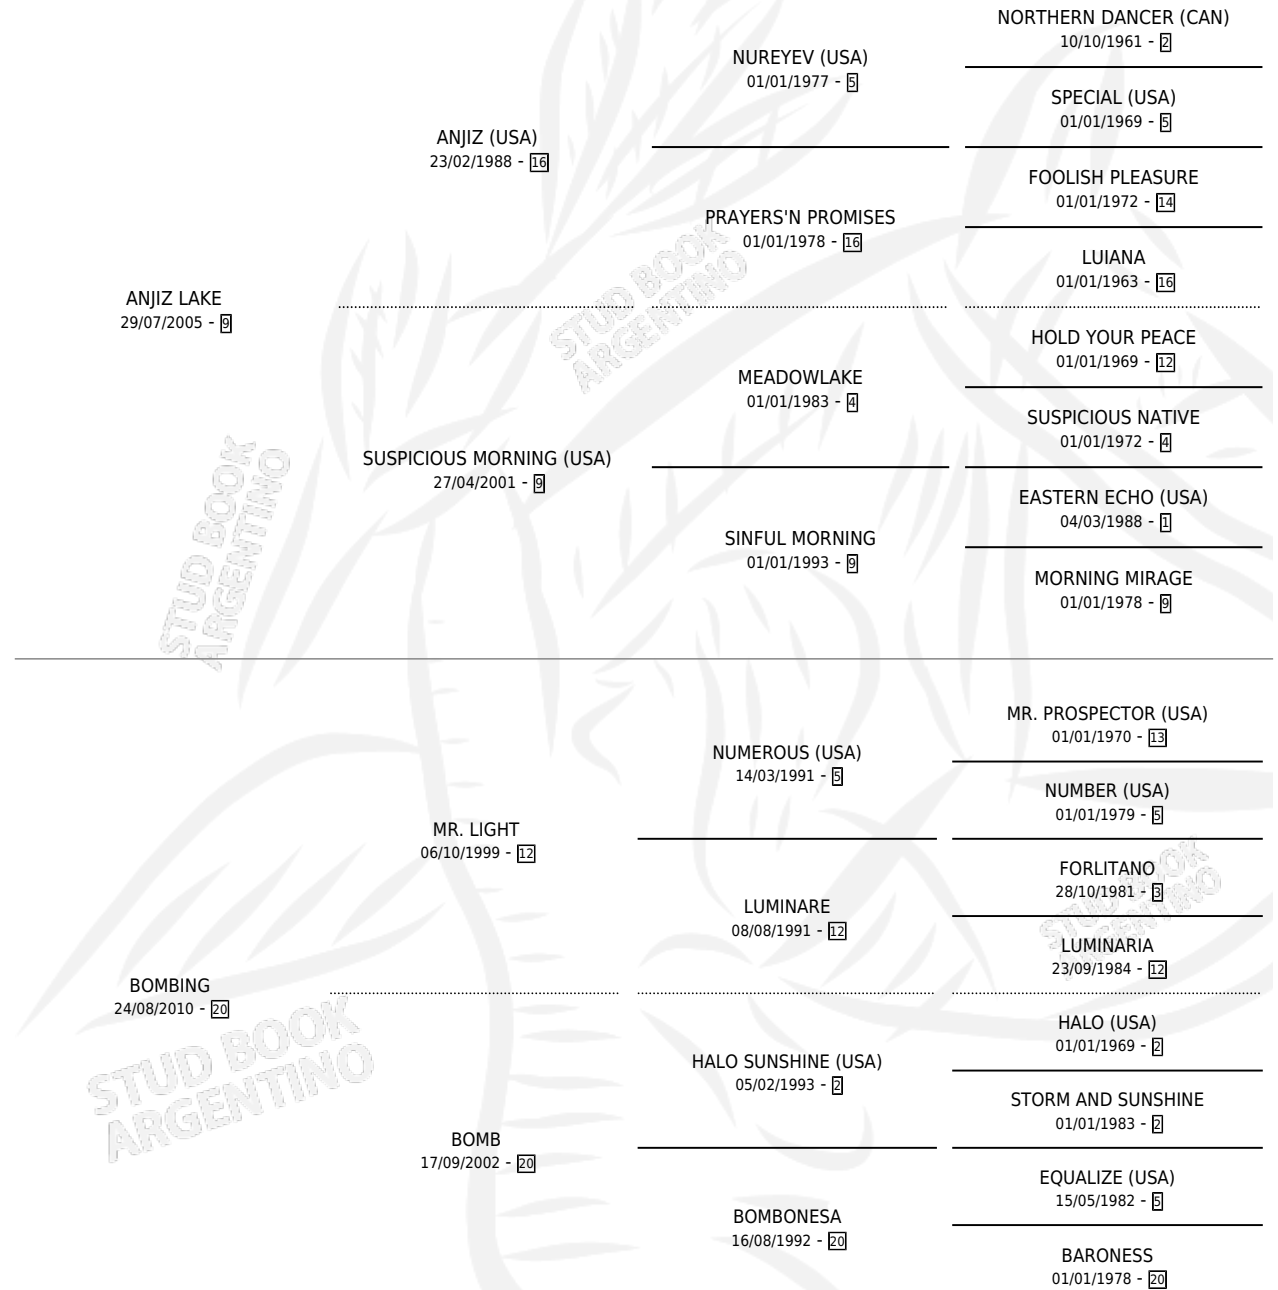 NORTHERN DANCER (CAN)
10/10/1961 - 2
NUREYEV (USA)
01/01/1977 - 5
SPECIAL (USA)
01/01/1969 - 5
ANJIZ (USA)
23/02/1988 - 16
FOOLISH PLEASURE
01/01/1972 - 14
PRAYERS'N PROMISES
01/01/1978 - 16
LUIANA
01/01/1963 - 16
ANJIZ LAKE
29/07/2005 - 9
STUD BOOK
ARGENTINO
HOLD YOUR PEACE
01/01/1969 - 12
MEADOWLAKE
01/01/1983 - 4
SUSPICIOUS NATIVE
01/01/1972 - 4
SUSPICIOUS MORNING (USA)
27/04/2001 - 9
EASTERN ECHO (USA)
04/03/1988 - 1
SINFUL MORNING
01/01/1993 - 9
MORNING MIRAGE
01/01/1978 - 9
STUD BOOK
ARGENTINO
MR. PROSPECTOR (USA)
01/01/1970 - 13
NUMEROUS (USA)
14/03/1991 - 5
NUMBER (USA)
01/01/1979 - 5
MR. LIGHT
06/10/1999 - 12
FORLITANO
28/10/1981 - 3
LUMINARE
08/08/1991 - 12
STUD BOOK
ARGENTINO
LUMINARIA
23/09/1984 - 12
BOMBING
24/08/2010 - 20
HALO (USA)
01/01/1969 - 2
HALO SUNSHINE (USA)
05/02/1993 - 2
STORM AND SUNSHINE
01/01/1983 - 2
STUD BOOK
ARGENTINO
BOMB
17/09/2002 - 20
EQUALIZE (USA)
15/05/1982 - 5
BOMBONESA
16/08/1992 - 20
BARONESS
01/01/1978 - 20